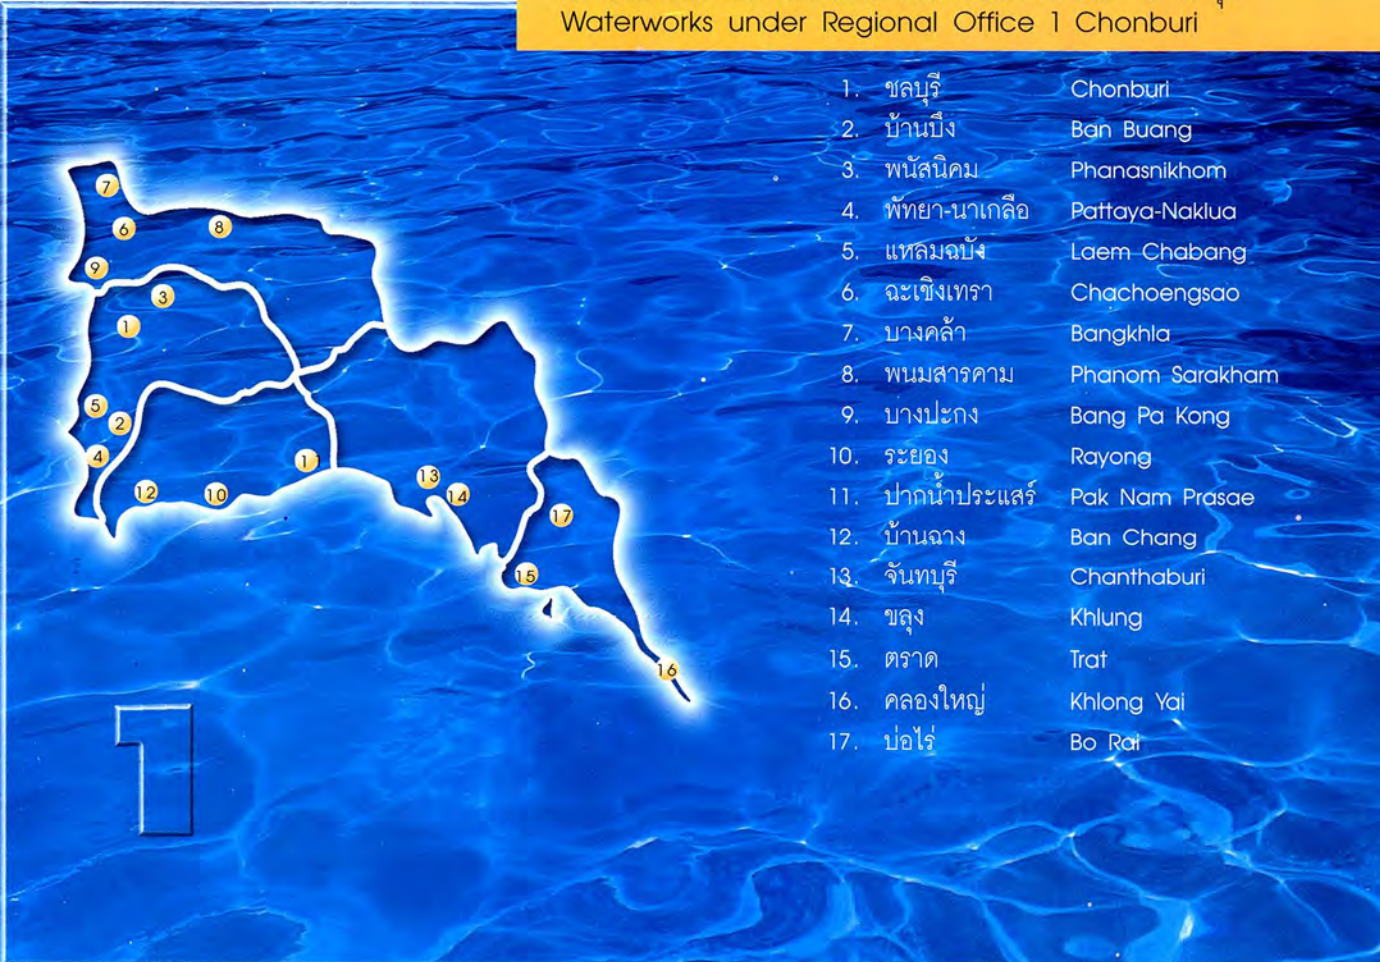 Waterworks under Regional Office 1 Chonburi
1. ชลบุรี Chonburi
2. บ้านบึง Ban Buang
3. พนัสนิคม Phanasnikhom
4. พัทยา-นาเกลือ Pattaya-Naklua
5. แหลมฉบัง Laem Chabang
6. ฉะเชิงเทรา Chachoengsao
7. บางคล้า Bangkhla
8. พนมสารคาม Phanom Sarakham
9. บางปะกง Bang Pa Kong
10. ระยอง Rayong
11. ปากน้ำประแสร์ Pak Nam Prasae
12. บ้านฉาง Ban Chang
13. จันทบุรี Chanthaburi
14. ขลุง Khlung
15. ตราด Trat
16. คลองใหญ่ Khlong Yai
17. บ่อไร่ Bo Rai
7
6
8
9
3
1
5
2
4
11
13
12
10
14
17
15
16
1